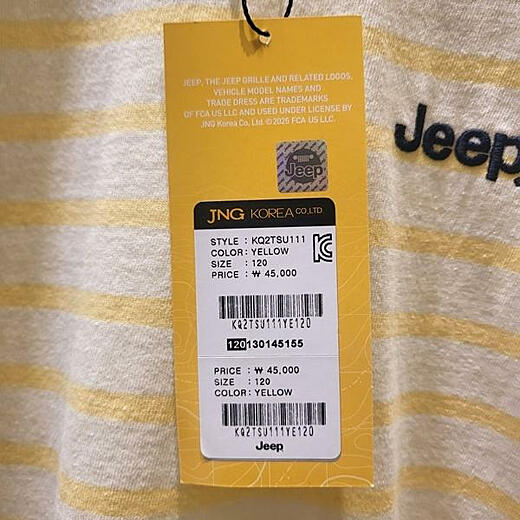 JEEP, THE JEEP GRILLE AND RELATED LOGOS,
VEHICLE MODEL NAMES AND
TRADE DRESS ARE TRADEMARKS
OF FCA US LLC AND USED UNDER LICENSE BY
JNG Korea Co, Ltd. ©2025 FCA US LLC.
Jeep
Jeep
JNG KOREA CO.,LTD.
STYLE : KQ2TSU111
COLOR: YELLOW
SIZE : 120
PRICE : ₩ 45,000
KQ2TSU111YE120
120130145155
PRICE : ₩ 45,000
SIZE : 120
COLOR: YELLOW
KQ2TSU111YE120
Jeep